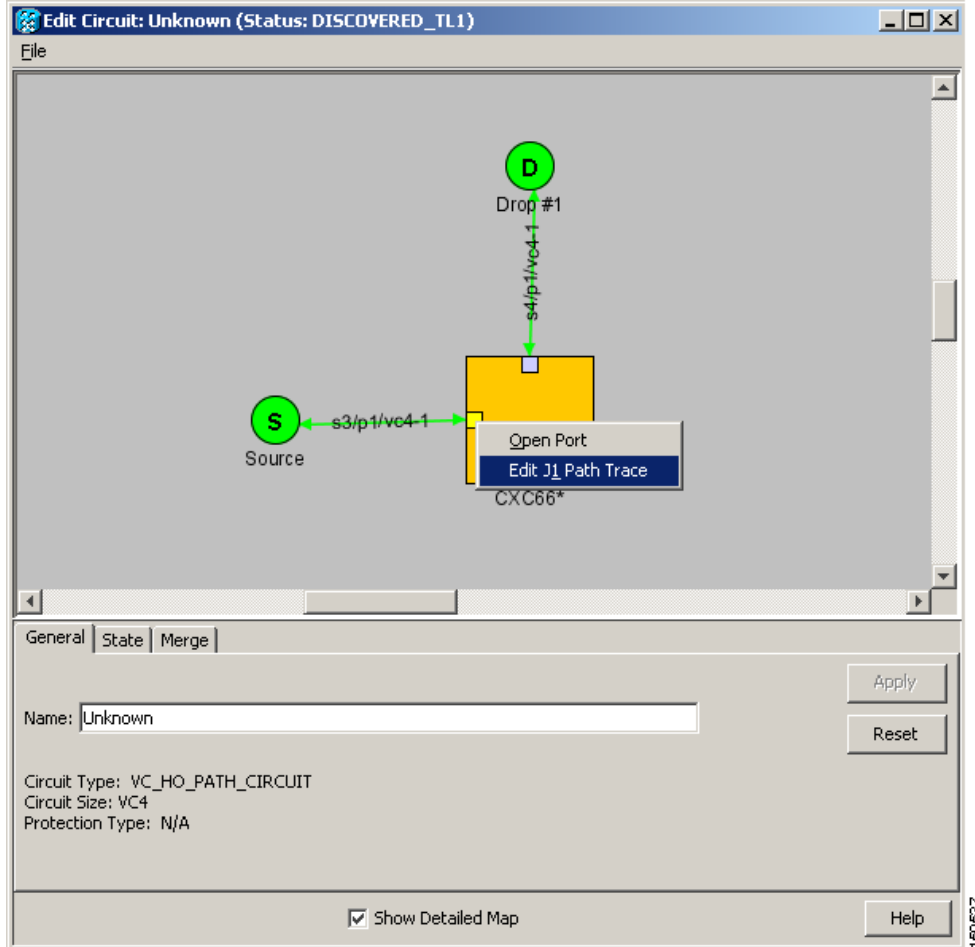 Edit Circuit: Unknown (Status: DISCOVERED_TL1)
File
D
Drop #1
s4/p1/vc4-1
S
s3/p1/vc4-1
Source
Open Port
Edit J1 Path Trace
CXC66*
General State Merge
Apply
Name: Unknown
Reset
Circuit Type: VC_HO_PATH_CIRCUIT
Circuit Size: VC4
Protection Type: N/A
Show Detailed Map
Help